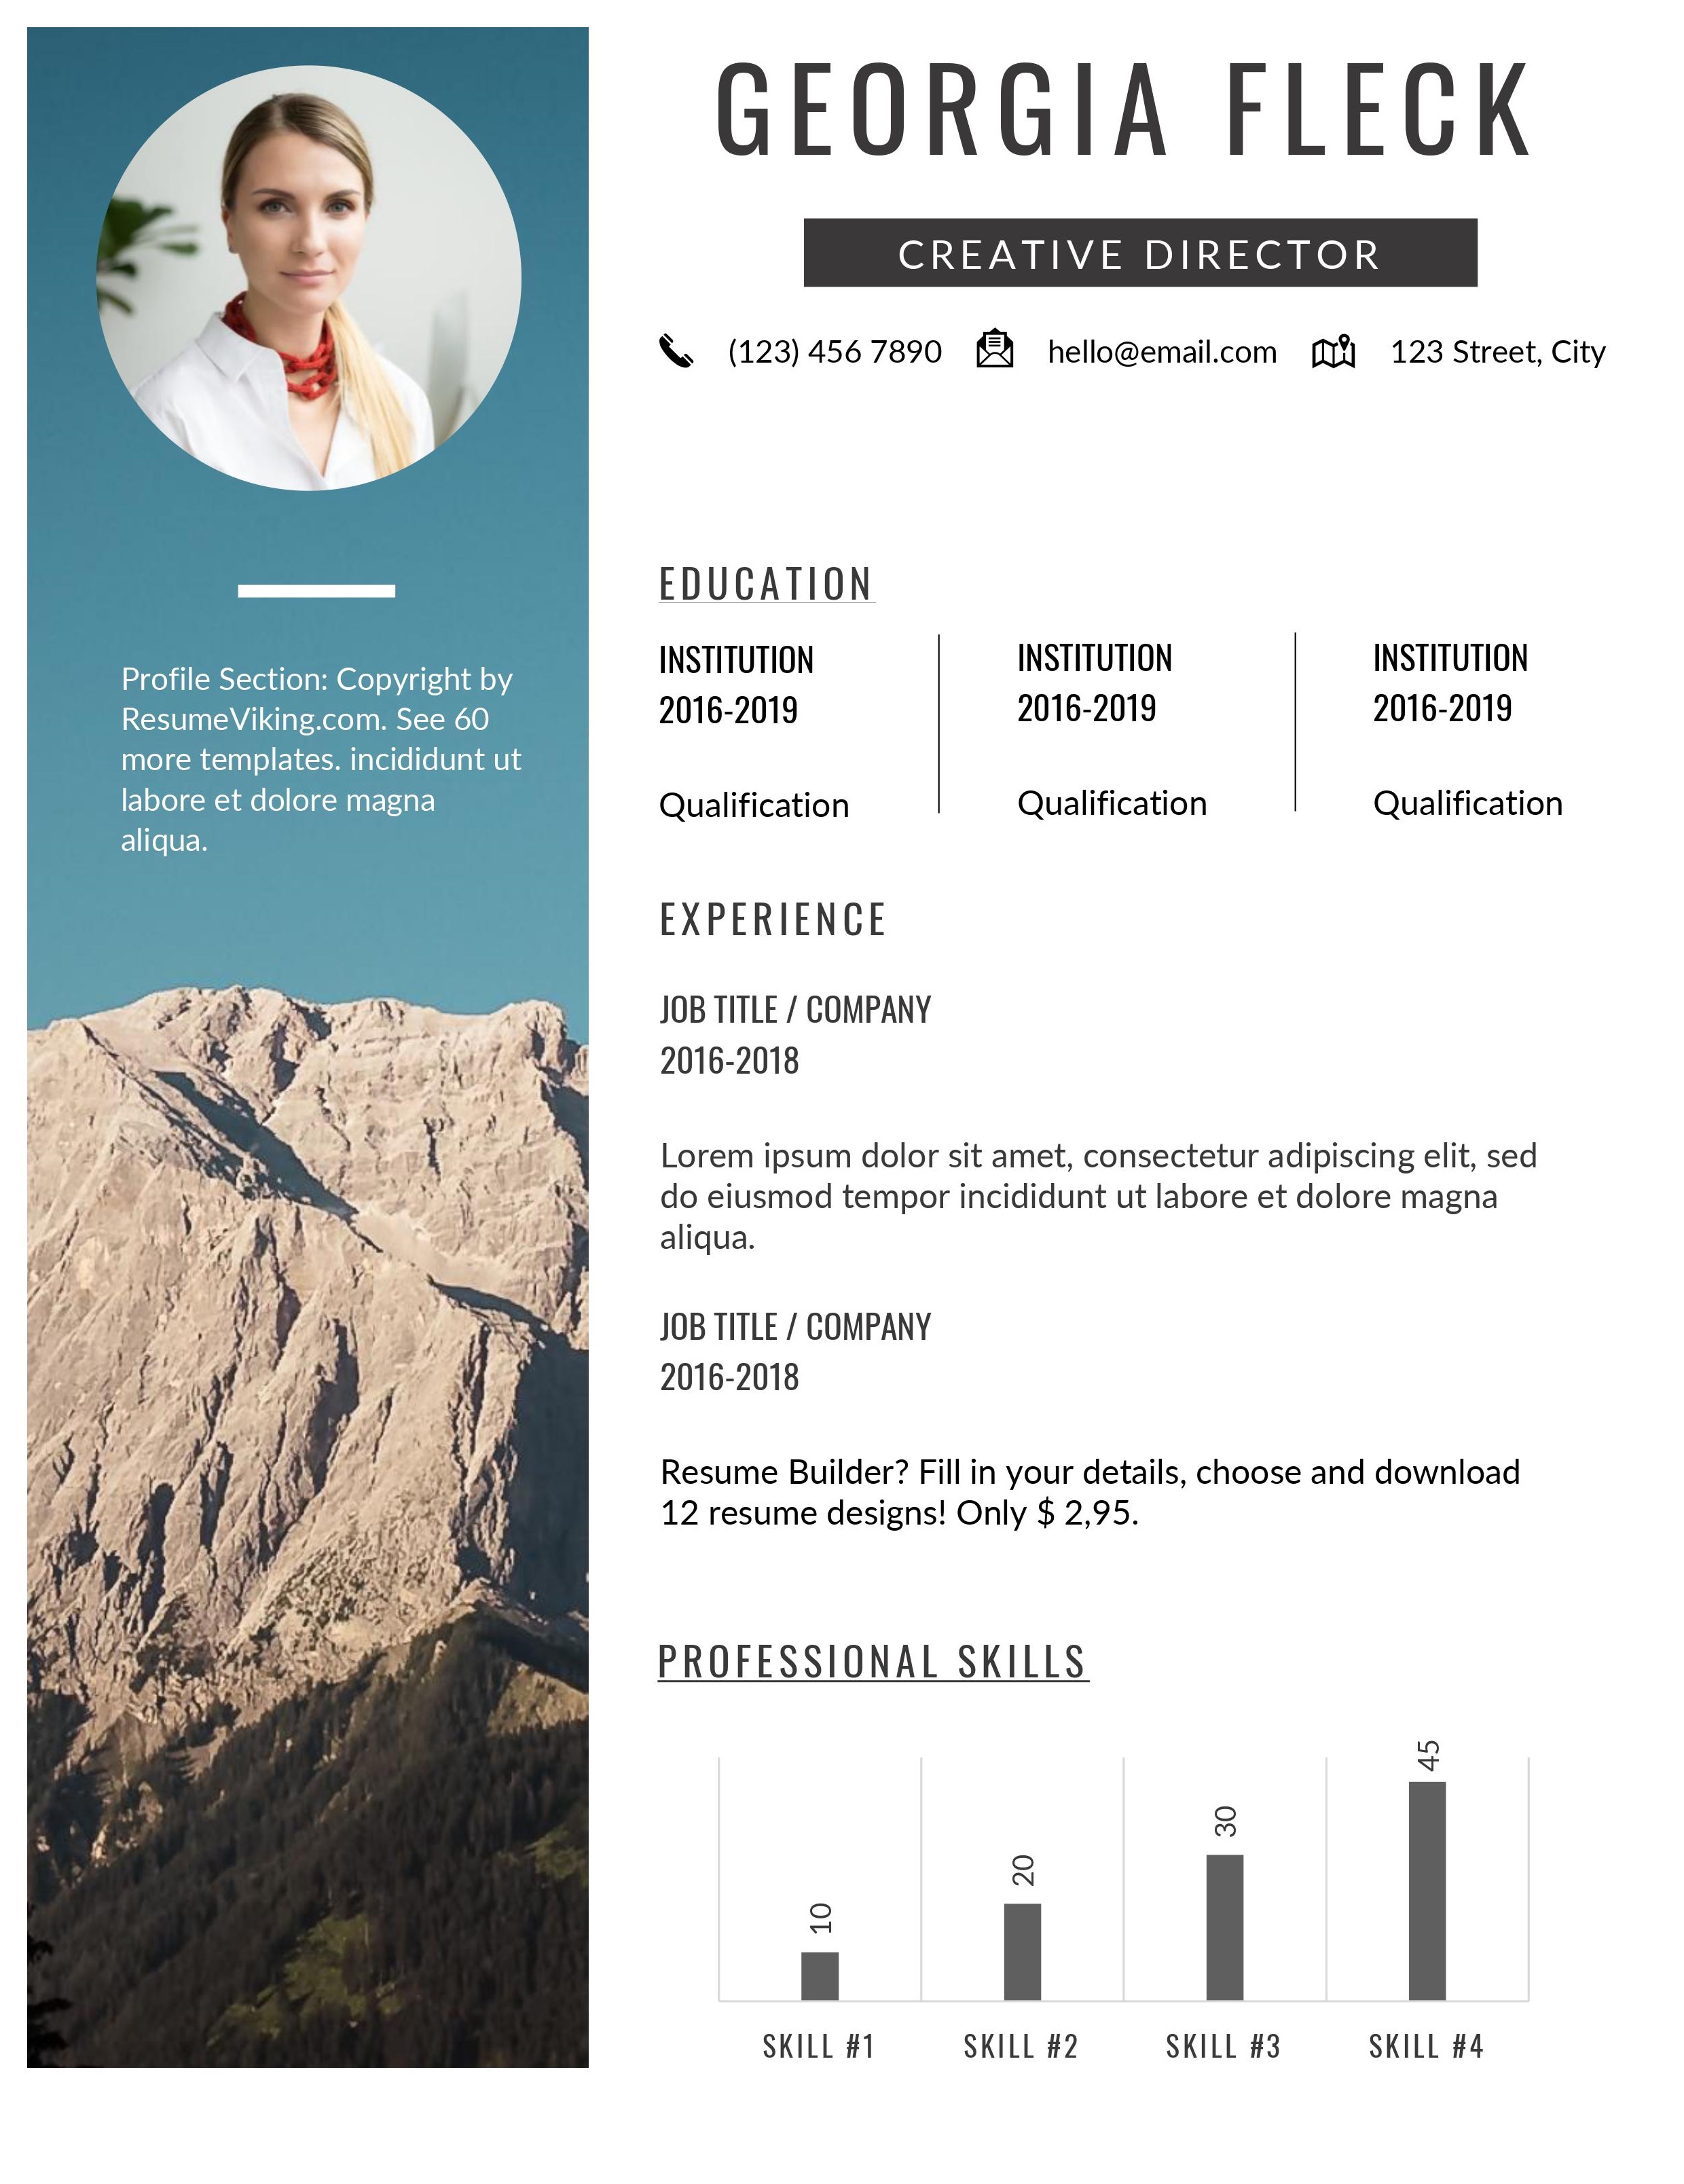 GEORGIA FLECK
CREATIVE DIRECTOR
(123) 456 7890 hello@email.com 123 Street, City
Profile Section: Copyright by
ResumeViking.com. See 60
more templates. incididunt ut
labore et dolore magna
aliqua.
EDUCATION
INSTITUTION
2016-2019
Qualification
INSTITUTION
2016-2019
Qualification
INSTITUTION
2016-2019
Qualification
EXPERIENCE
JOB TITLE / COMPANY
2016-2018
Lorem ipsum dolor sit amet, consectetur adipiscing elit, sed
do eiusmod tempor incididunt ut labore et dolore magna
aliqua.
JOB TITLE / COMPANY
2016-2018
Resume Builder? Fill in your details, choose and download
12 resume designs! Only $ 2,95.
PROFESSIONAL SKILLS
10
20
30
45
SKILL #1 SKILL #2 SKILL #3 SKILL #4